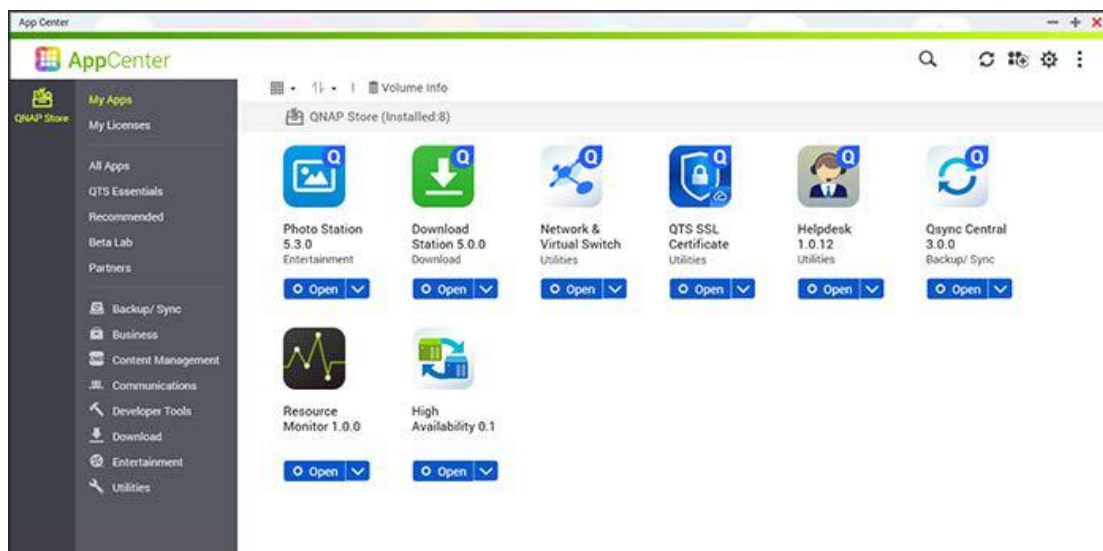 App Center
AppCenter
QNAP Store
My Apps
My Licenses
All Apps
QTS Essentials
Recommended
Beta Lab
Partners
Backup/ Sync
Business
Content Management
Communications
Developer Tools
Download
Entertainment
Utilities
Volume Info
QNAP Store (Installed:8)
Photo Station
5.3.0
Entertainment
Open
Download
Station 5.0.0
Download
Open
Network &
Virtual Switch
Utilities
Open
QTS SSL
Certificate
Utilities
Open
Helpdesk
1.0.12
Utilities
Open
Qsync Central
3.0.0
Backup/ Sync
Open
Resource
Monitor 1.0.0
Open
High
Availability 0.1
Open